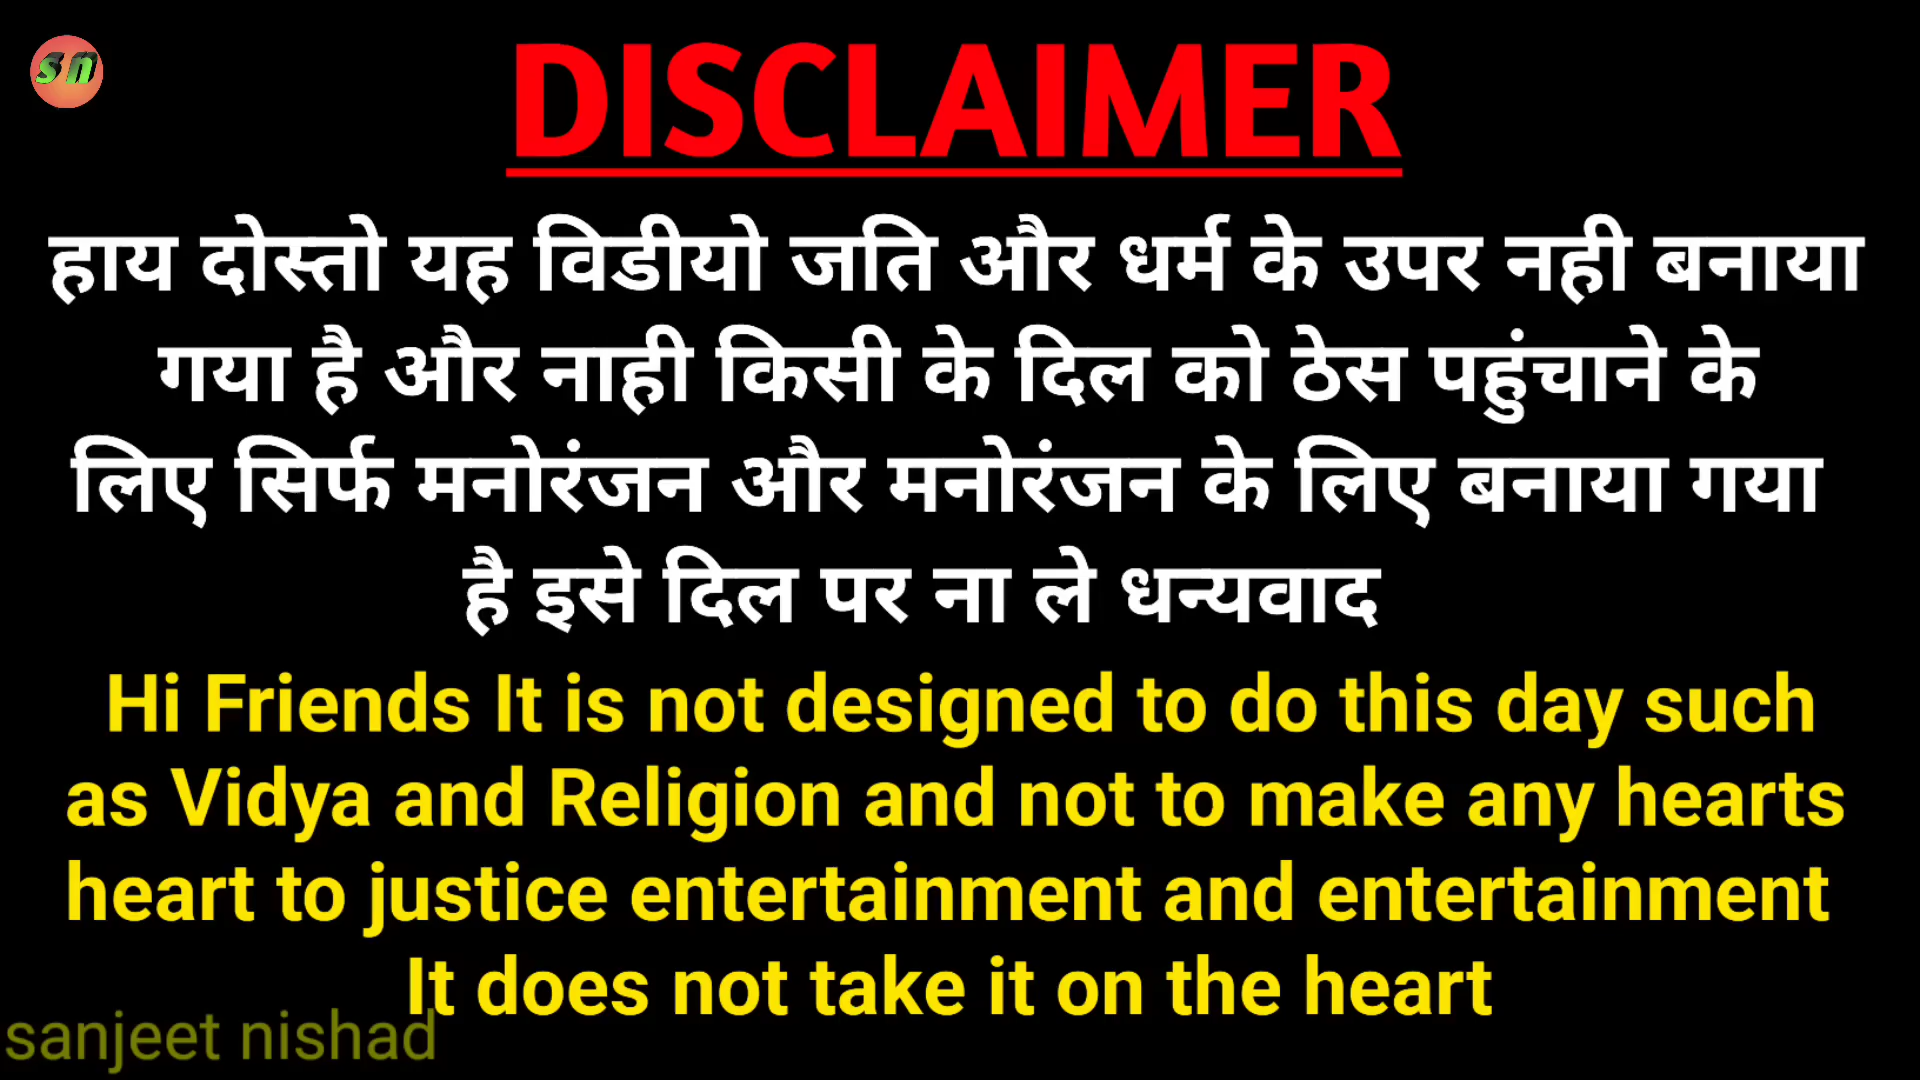 sn
DISCLAIMER
हाय दोस्तो यह विडीयो जति और धर्म के उपर नही बनाया
गया है और नाही किसी के दिल को ठेस पहुंचाने के
लिए सिर्फ मनोरंजन और मनोरंजन के लिए बनाया गया
है इसे दिल पर ना ले धन्यवाद
Hi Friends It is not designed to do this day such
as Vidya and Religion and not to make any hearts
heart to justice entertainment and entertainment
It does not take it on the heart
sanjeet nishad